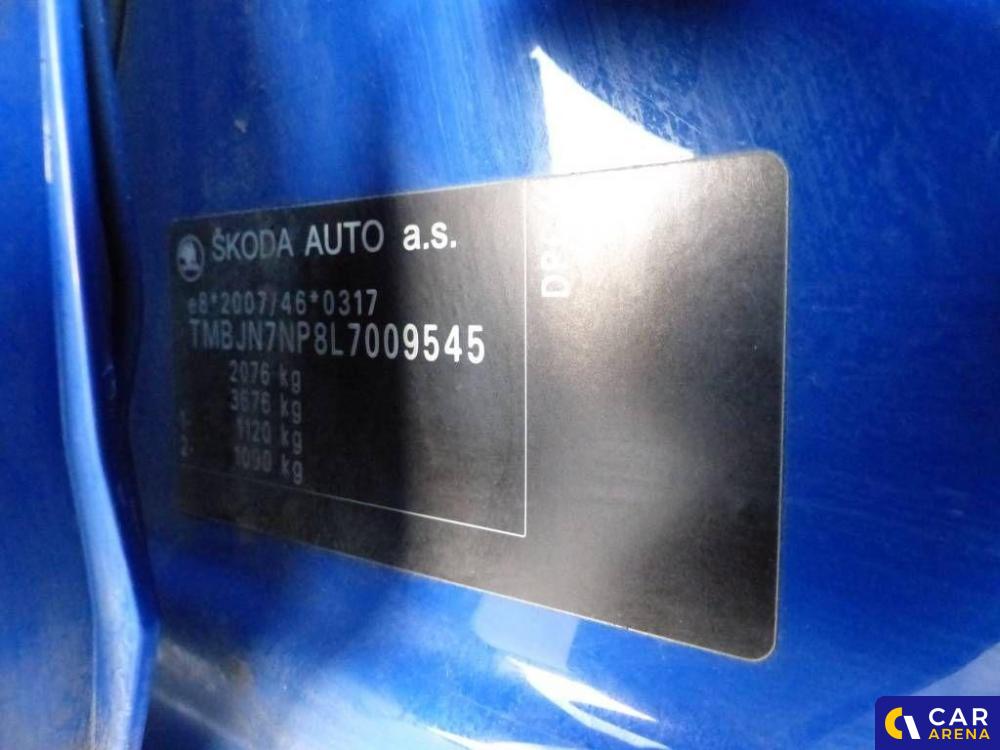 ŠKODA AUTO a.s.
e8*2007/46*0317
TMBJN7NP8L7009545
2076 kg
3676 kg
1- 1120 kg
2- 1090 kg
CAR
ARENA